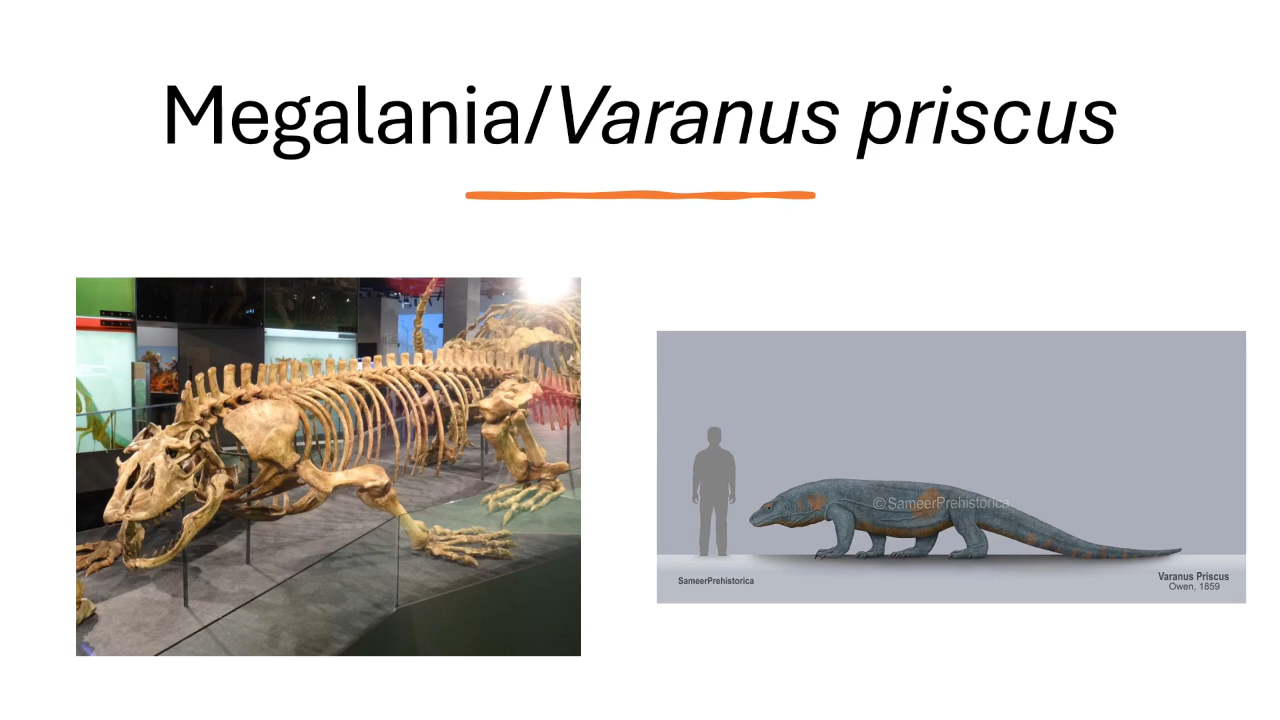 Megalania/Varanus priscus
©SameerPrehistorica
SameerPrehistorica
Varanus Priscus
Owen, 1859